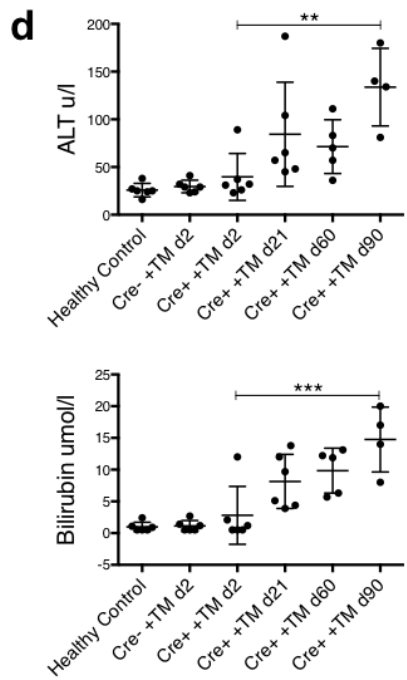 d
**
200
150
100
50
0
ALT u/l
Healthy Control
Cre- +TM d2
Cre+ +TM d2
Cre+ +TM d21
Cre+ +TM d60
Cre+ +TM d90
***
25
20
15
10
5
0
-5
Bilirubin umol/l
Healthy Control
Cre- +TM d2
Cre+ +TM d2
Cre+ +TM d21
Cre+ +TM d60
Cre+ +TM d90